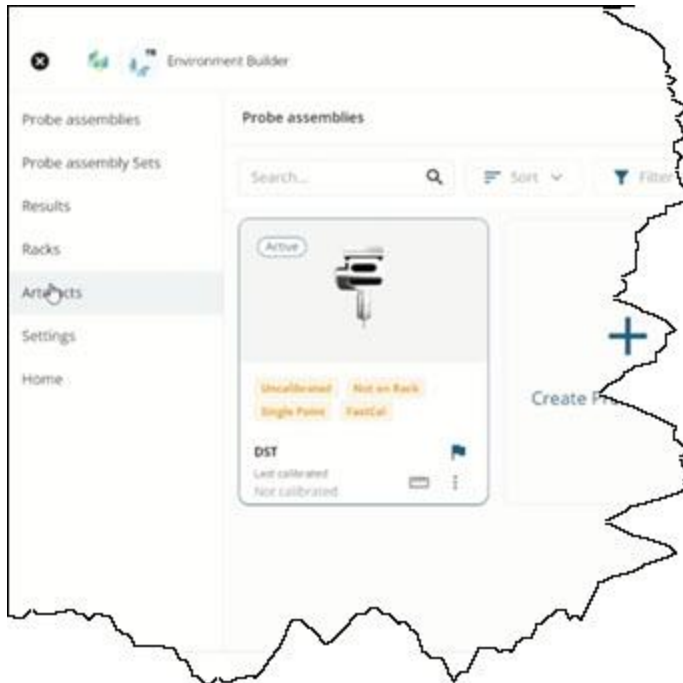 Environment Builder
Probe assemblies
Probe assembly Sets
Results
Racks
Artefacts
Settings
Home
Probe assemblies
Search...
Sort
Filter
Active
Uncalibrated
Not on Rack
Single Point
FastCal
DST
Last calibrated
Not calibrated
Create